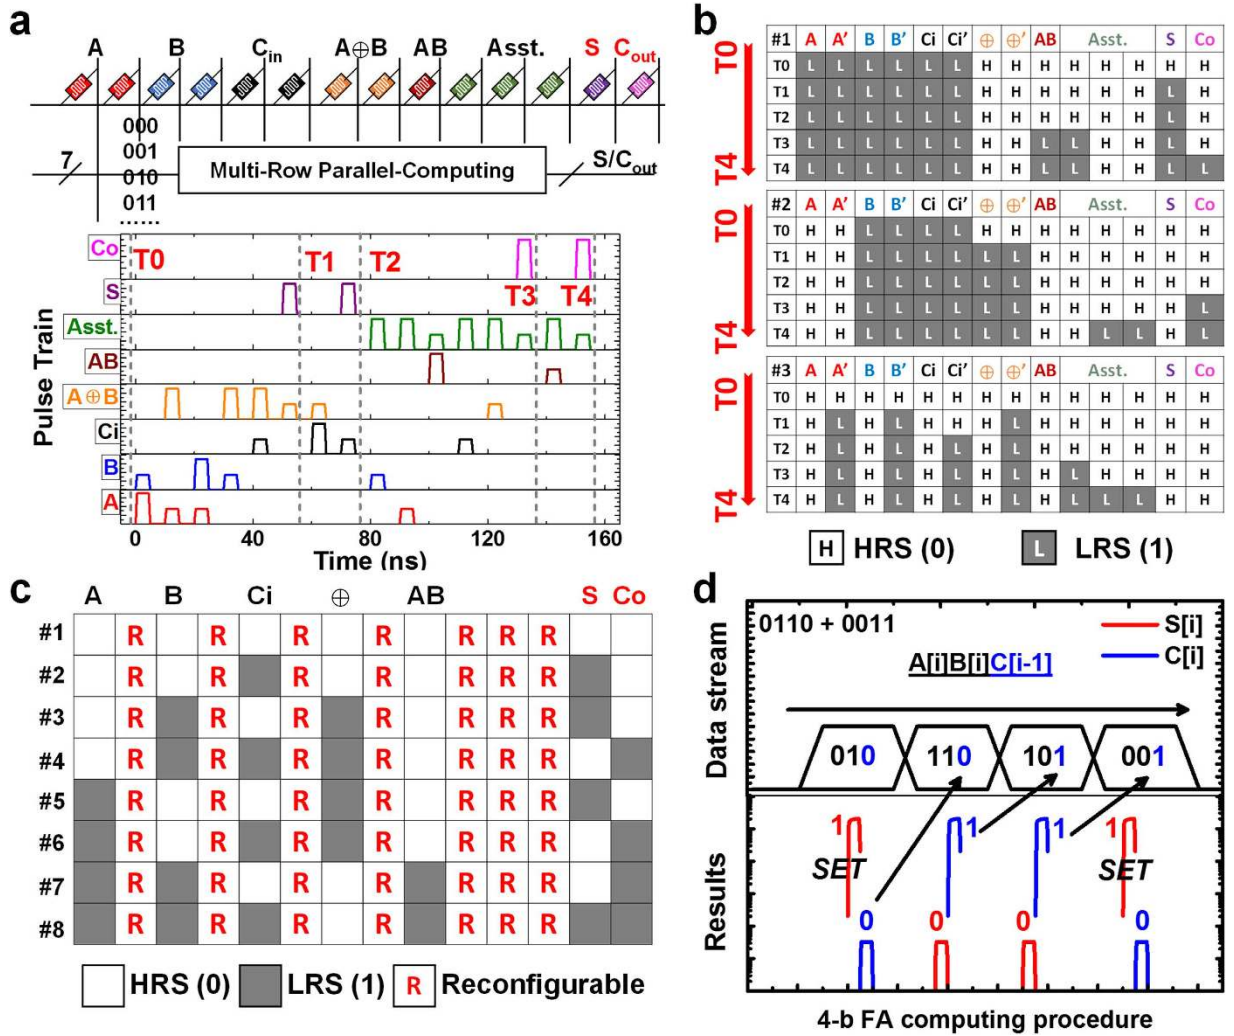 a
A B C_in A⊕B AB Asst. S C_out
000
001
010
011
......
7
Multi-Row Parallel-Computing
S/C_out
Pulse Train
Co
S
Asst.
AB
A⊕B
Ci
B
A
T0 T1 T2 T3 T4
0 40 80 120 160
Time (ns)
b
T0
T4
#1 A A’ B B’ Ci Ci’ ⊕ ⊕’ AB Asst. S Co
T0 L L L L L L H H H H H H H H
T1 L L L L L L H H H H H H L H
T2 L L L L L L H H H H H H L H
T3 L L L L L L H H L L H H L H
T4 L L L L L L H H L L H H L L
T0
T4
#2 A A’ B B’ Ci Ci’ ⊕ ⊕’ AB Asst. S Co
T0 H H L L L L H H H H H H H H
T1 H H L L L L L L H H H H H H
T2 H H L L L L L L H H H H H H
T3 H H L L L L L L H H H H H L
T4 H H L L L L L L H H L L H L
T0
T4
#3 A A’ B B’ Ci Ci’ ⊕ ⊕’ AB Asst. S Co
T0 H H H H H H H H H H H H H H
T1 H L H L H H H L H H H H H H
T2 H L H L H L H L H H H H H H
T3 H L H L H L H L H L H H H H
T4 H L H L H L H L H L L L H H
H HRS (0) L LRS (1)
c
A B Ci ⊕ AB S Co
#1 R R R R R R R
#2 R R R R R R R
#3 R R R R R R R
#4 R R R R R R R
#5 R R R R R R R
#6 R R R R R R R
#7 R R R R R R R
#8 R R R R R R R
HRS (0) LRS (1) R Reconfigurable
d
Data stream
0110 + 0011
S[i]
C[i]
A[i]B[i]C[i-1]
010 110 101 001
Results
1 1 1 1
SET SET
0 0 0 0
4-b FA computing procedure